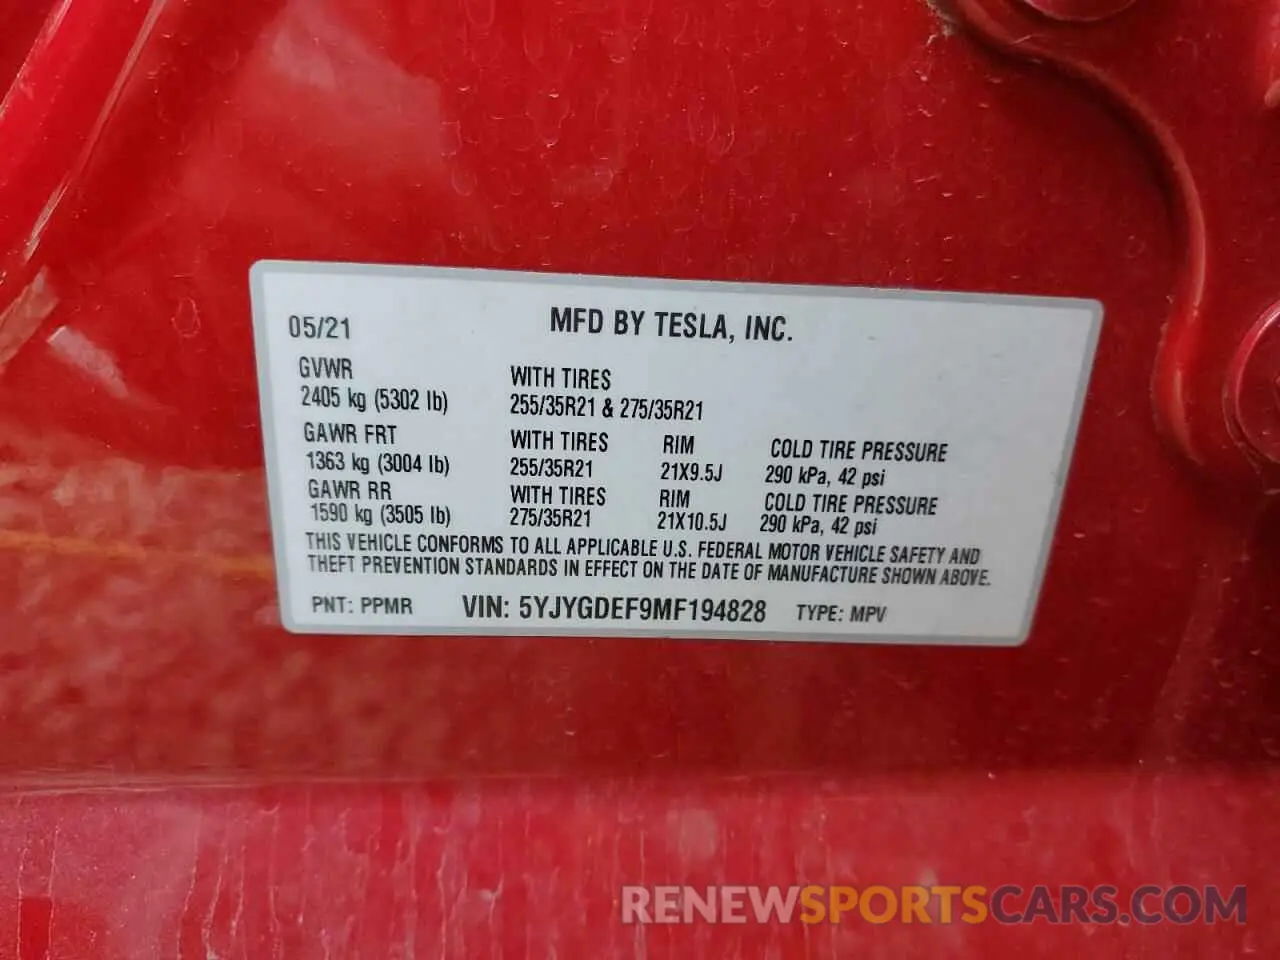 05/21 MFD BY TESLA, INC.
GVWR WITH TIRES
2405 kg (5302 lb) 255/35R21 & 275/35R21
GAWR FRT WITH TIRES RIM COLD TIRE PRESSURE
1363 kg (3004 lb) 255/35R21 21X9.5J 290 kPa, 42 psi
GAWR RR WITH TIRES RIM COLD TIRE PRESSURE
1590 kg (3505 lb) 275/35R21 21X10.5J 290 kPa, 42 psi
THIS VEHICLE CONFORMS TO ALL APPLICABLE U.S. FEDERAL MOTOR VEHICLE SAFETY AND
THEFT PREVENTION STANDARDS IN EFFECT ON THE DATE OF MANUFACTURE SHOWN ABOVE.
PNT: PPMR VIN: 5YJYGDEF9MF194828 TYPE: MPV
RENEWSPORTSCARS.COM